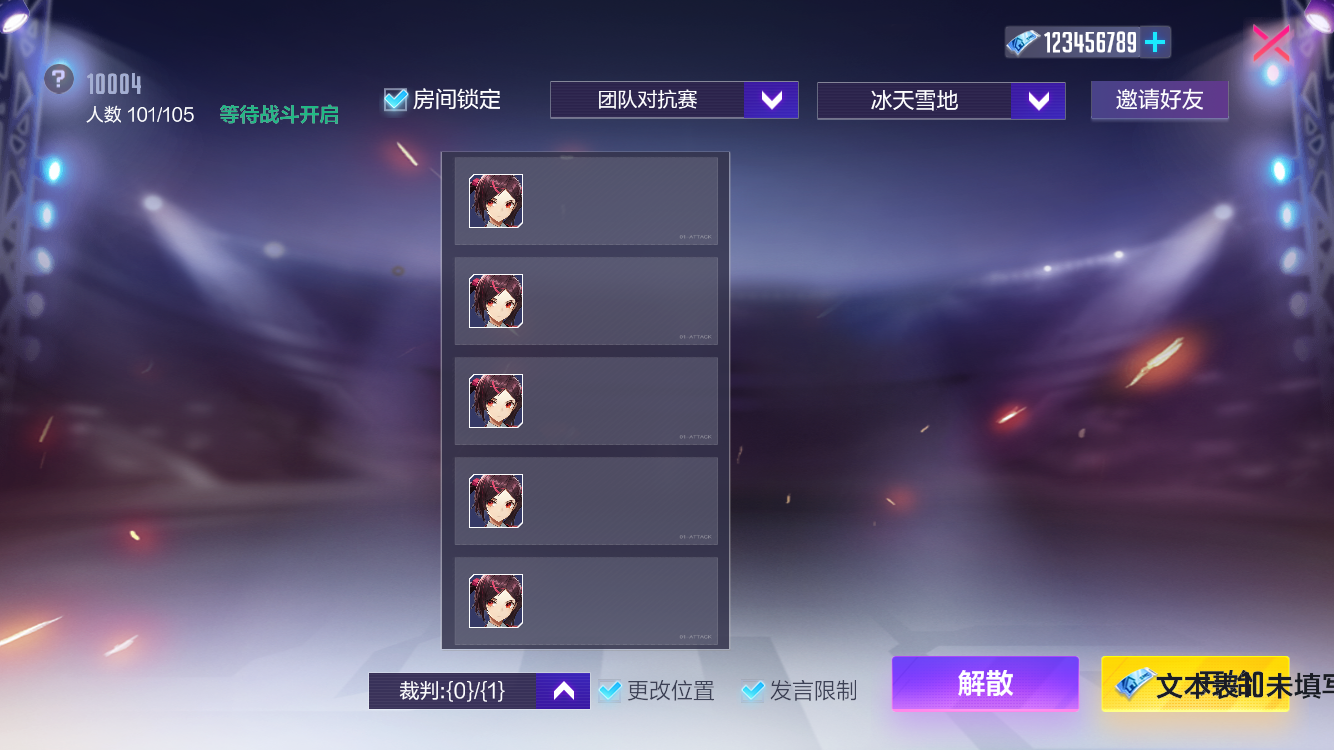 123456789
10004
人数 101/105
等待战斗开启
房间锁定
团队对抗赛
冰天雪地
邀请好友
裁判:{0}/{1}
更改位置
发言限制
解散